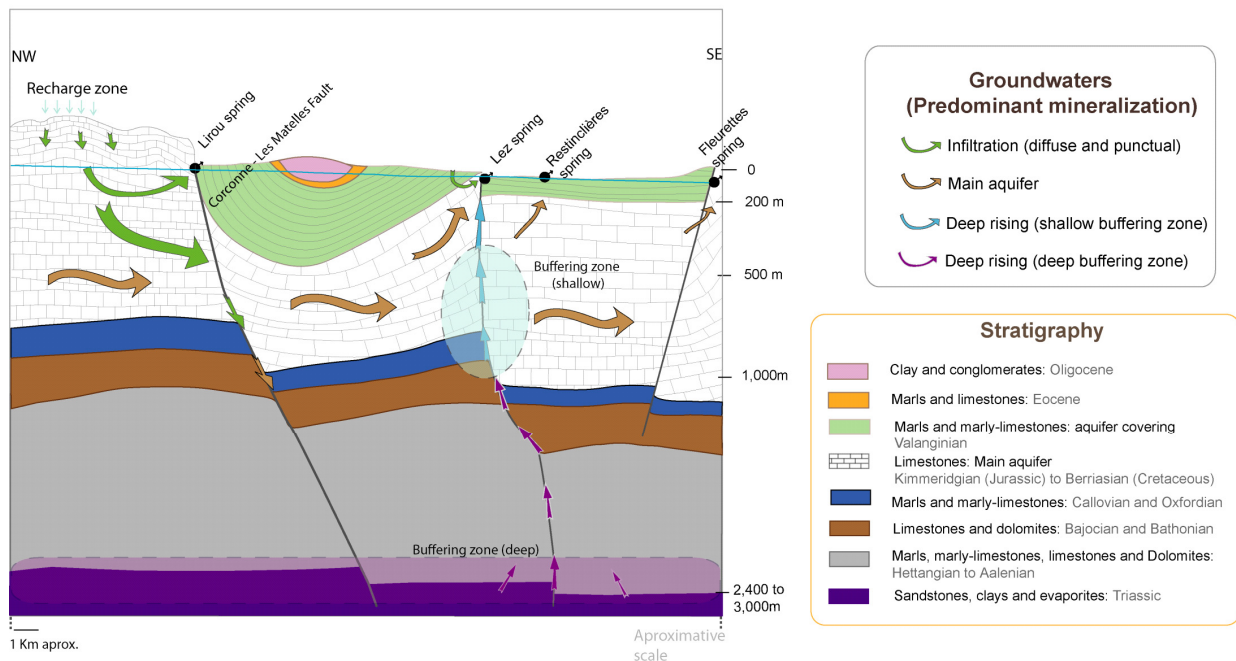 NW
SE
Recharge zone
Lirou spring
Corconne - Les Matelles Fault
Lez spring
Restinclières
spring
Fleurettes
spring
0
200 m
500 m
1,000m
2,400 to
3,000m
Buffering zone
(shallow)
Buffering zone (deep)
1 Km aprox.
Aproximative
scale
Groundwaters
(Predominant mineralization)
Infiltration (diffuse and punctual)
Main aquifer
Deep rising (shallow buffering zone)
Deep rising (deep buffering zone)
Stratigraphy
Clay and conglomerates: Oligocene
Marls and limestones: Eocene
Marls and marly-limestones: aquifer covering
Valanginian
Limestones: Main aquifer
Kimmeridgian (Jurassic) to Berriasian (Cretaceous)
Marls and marly-limestones: Callovian and Oxfordian
Limestones and dolomites: Bajocian and Bathonian
Marls, marly-limestones, limestones and Dolomites:
Hettangian to Aalenian
Sandstones, clays and evaporites: Triassic